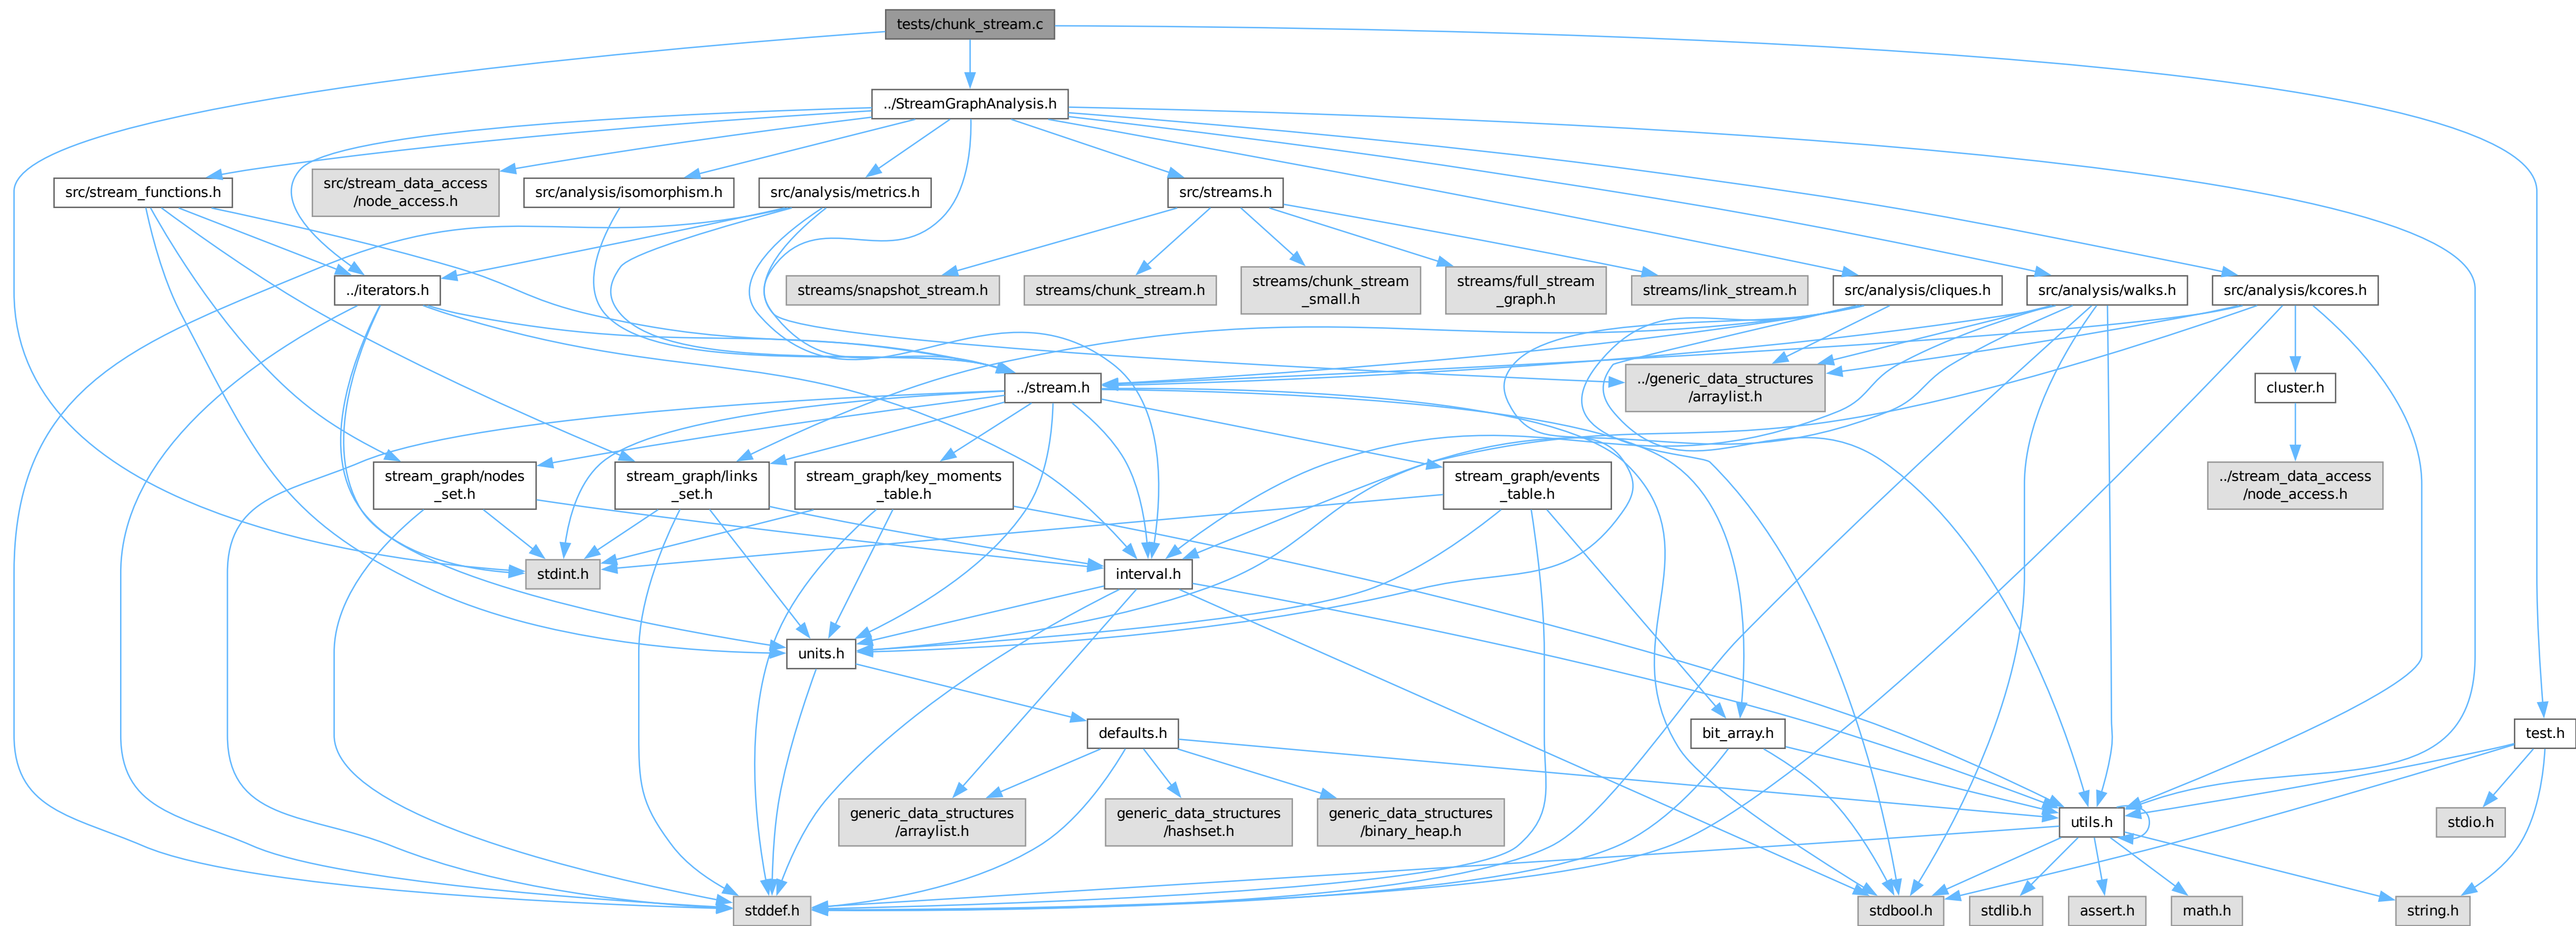 tests/chunk_stream.c
../StreamGraphAnalysis.h
src/stream_functions.h
src/stream_data_access
/node_access.h
src/analysis/isomorphism.h
src/analysis/metrics.h
src/streams.h
../iterators.h
streams/snapshot_stream.h
streams/chunk_stream.h
streams/chunk_stream
_small.h
streams/full_stream
_graph.h
streams/link_stream.h
src/analysis/cliques.h
src/analysis/walks.h
src/analysis/kcores.h
../stream.h
../generic_data_structures
/arraylist.h
cluster.h
stream_graph/nodes
_set.h
stream_graph/links
_set.h
stream_graph/key_moments
_table.h
stream_graph/events
_table.h
../stream_data_access
/node_access.h
stdint.h
interval.h
units.h
defaults.h
bit_array.h
test.h
generic_data_structures
/arraylist.h
generic_data_structures
/hashset.h
generic_data_structures
/binary_heap.h
utils.h
stdio.h
stddef.h
stdbool.h
stdlib.h
assert.h
math.h
string.h